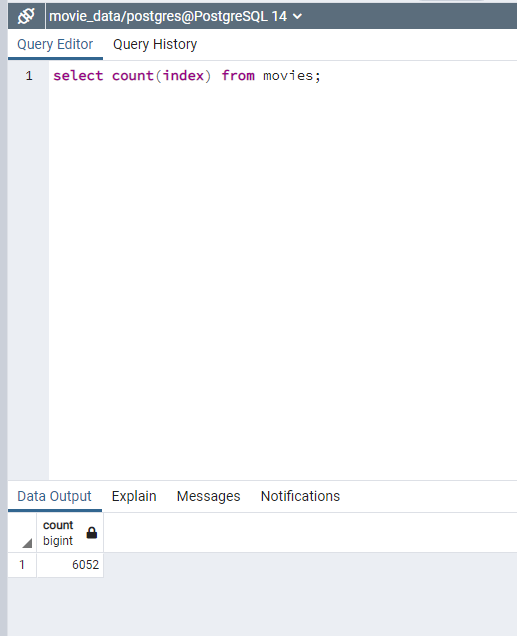 movie_data/postgres@PostgreSQL 14
Query Editor Query History
1 select count(index) from movies;
Data Output Explain Messages Notifications
count
bigint
1 6052